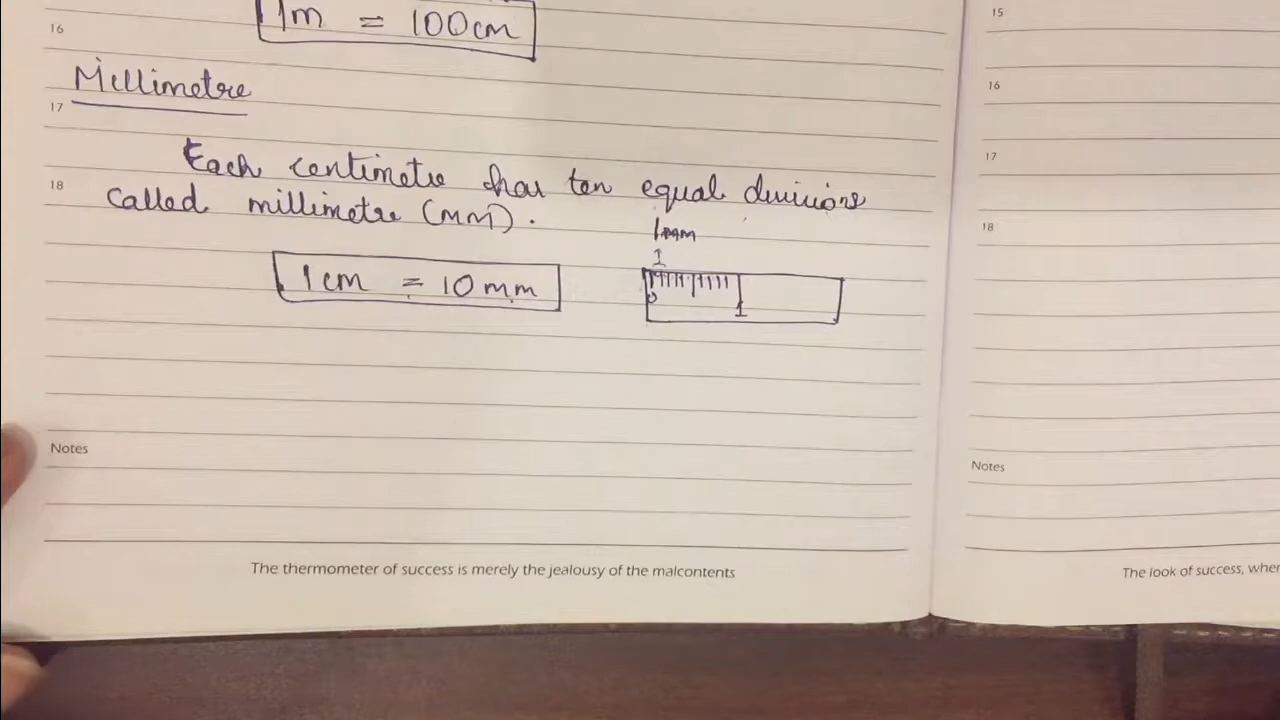 1m = 100cm
15
16
Millimetre
16
17
Each centimetre has ten equal divisions
17
18
called millimetre (MM).
1mm
18
1
1cm = 10mm
0
1
Notes
Notes
The thermometer of success is merely the jealousy of the malcontents
The look of success, when